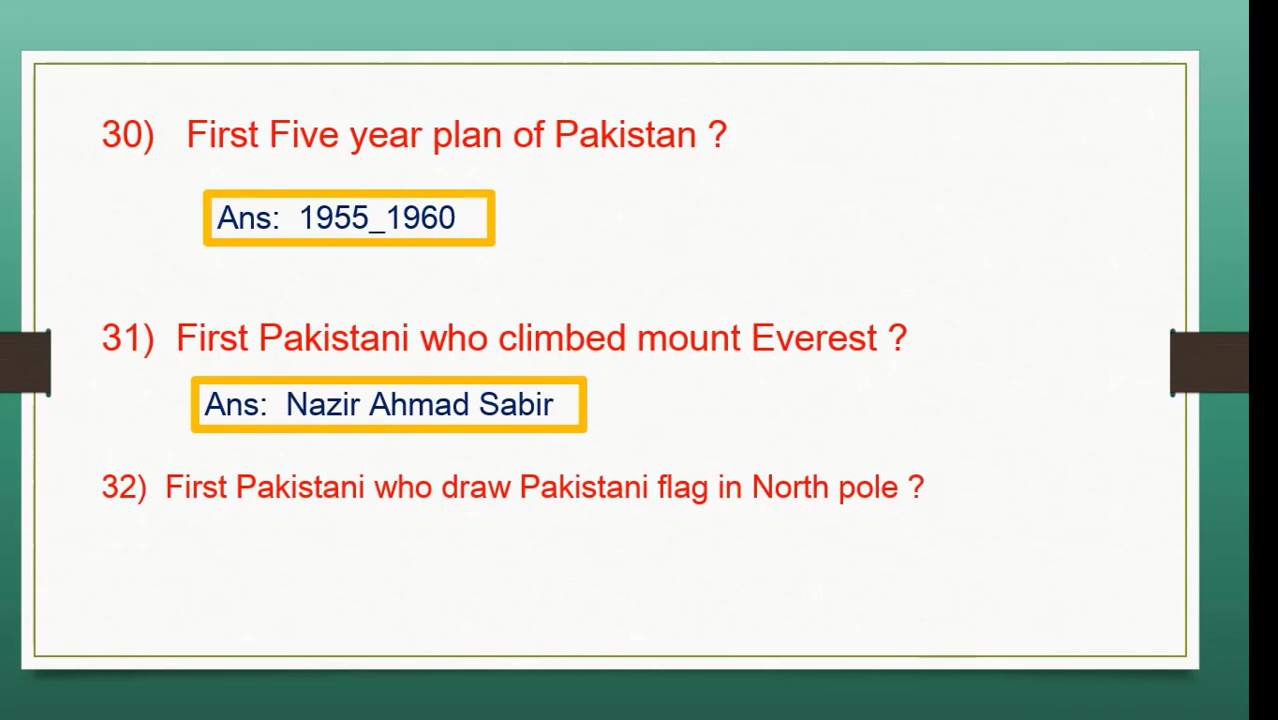 30) First Five year plan of Pakistan ?
Ans: 1955_1960
31) First Pakistani who climbed mount Everest ?
Ans: Nazir Ahmad Sabir
32) First Pakistani who draw Pakistani flag in North pole ?